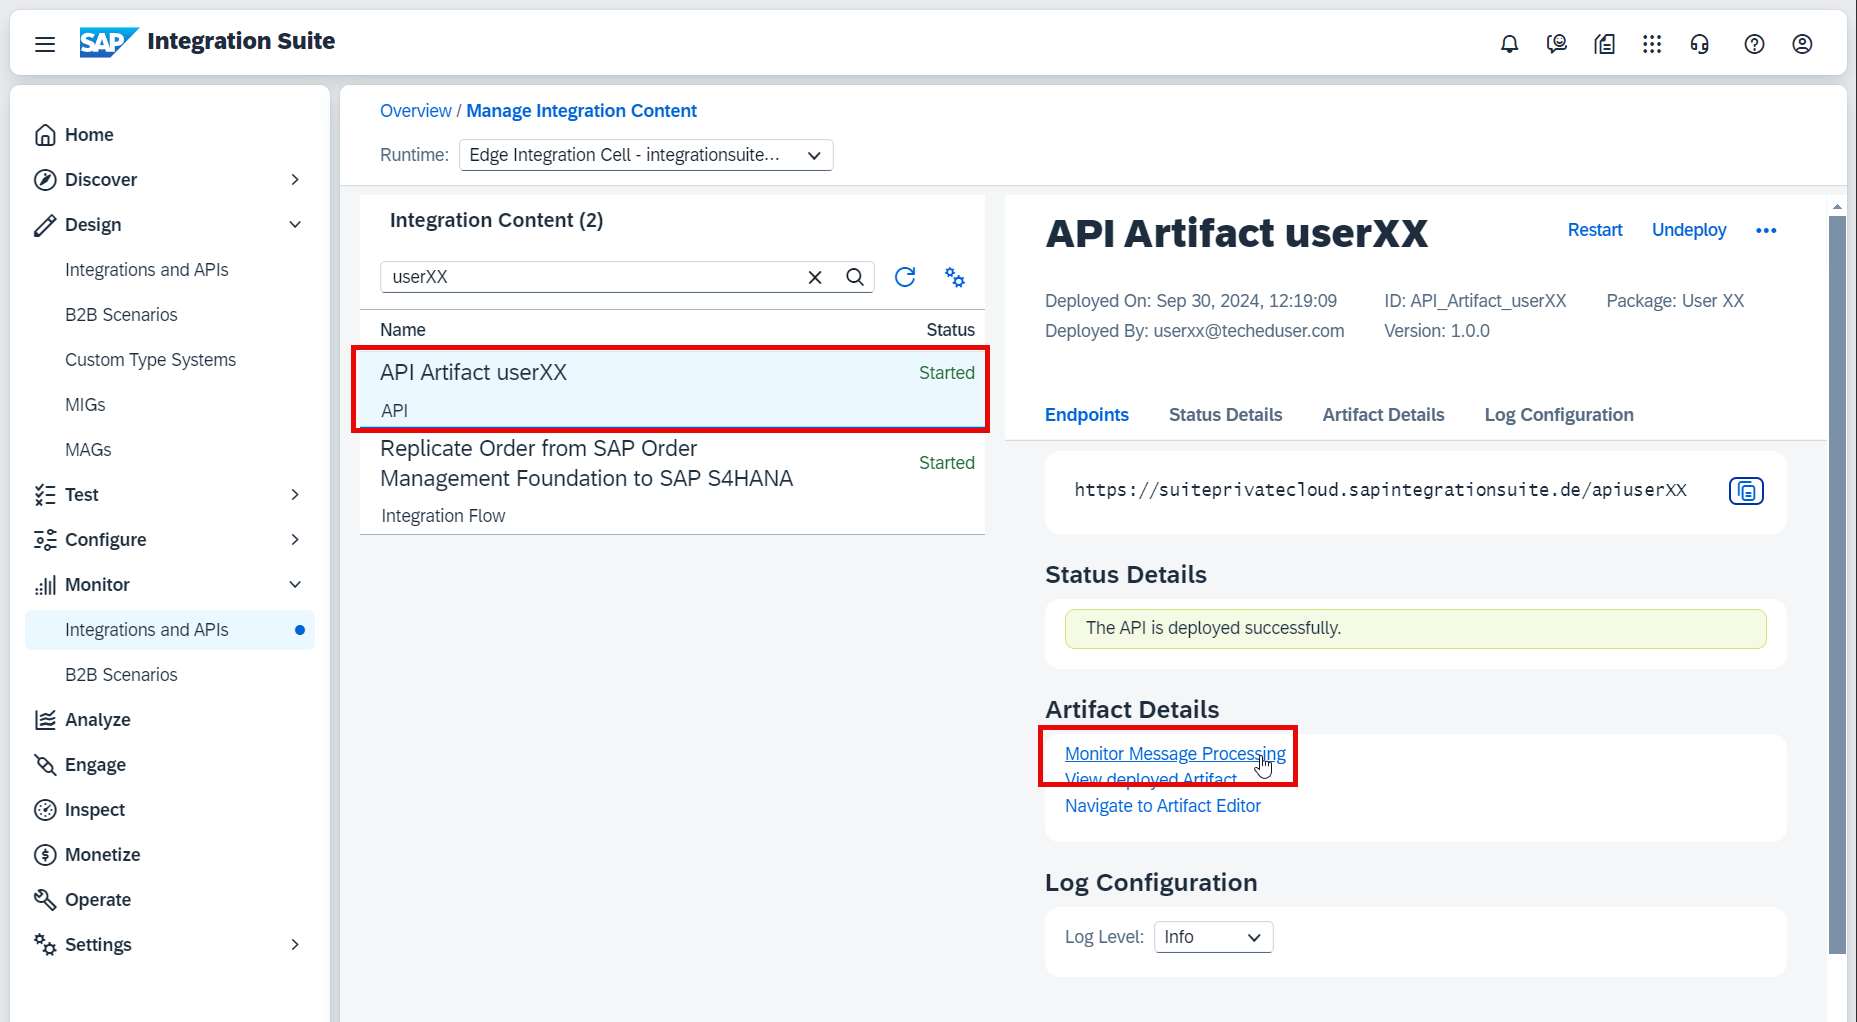 SAP Integration Suite
Home
Discover
Design
Integrations and APIs
B2B Scenarios
Custom Type Systems
MIGs
MAGs
Test
Configure
Monitor
Integrations and APIs
B2B Scenarios
Analyze
Engage
Inspect
Monetize
Operate
Settings
Overview / Manage Integration Content
Runtime: Edge Integration Cell - integrationsuite...
Integration Content (2)
userXX
Name Status
API Artifact userXX Started
API
Replicate Order from SAP Order
Management Foundation to SAP S4HANA Started
Integration Flow
API Artifact userXX Restart Undeploy
Deployed On: Sep 30, 2024, 12:19:09 ID: API_Artifact_userXX Package: User XX
Deployed By: userxx@techeduser.com Version: 1.0.0
Endpoints Status Details Artifact Details Log Configuration
https://suiteprivatecloud.sapintegrationsuite.de/apiuserXX
Status Details
The API is deployed successfully.
Artifact Details
Monitor Message Processing
View deployed Artifact
Navigate to Artifact Editor
Log Configuration
Log Level: Info